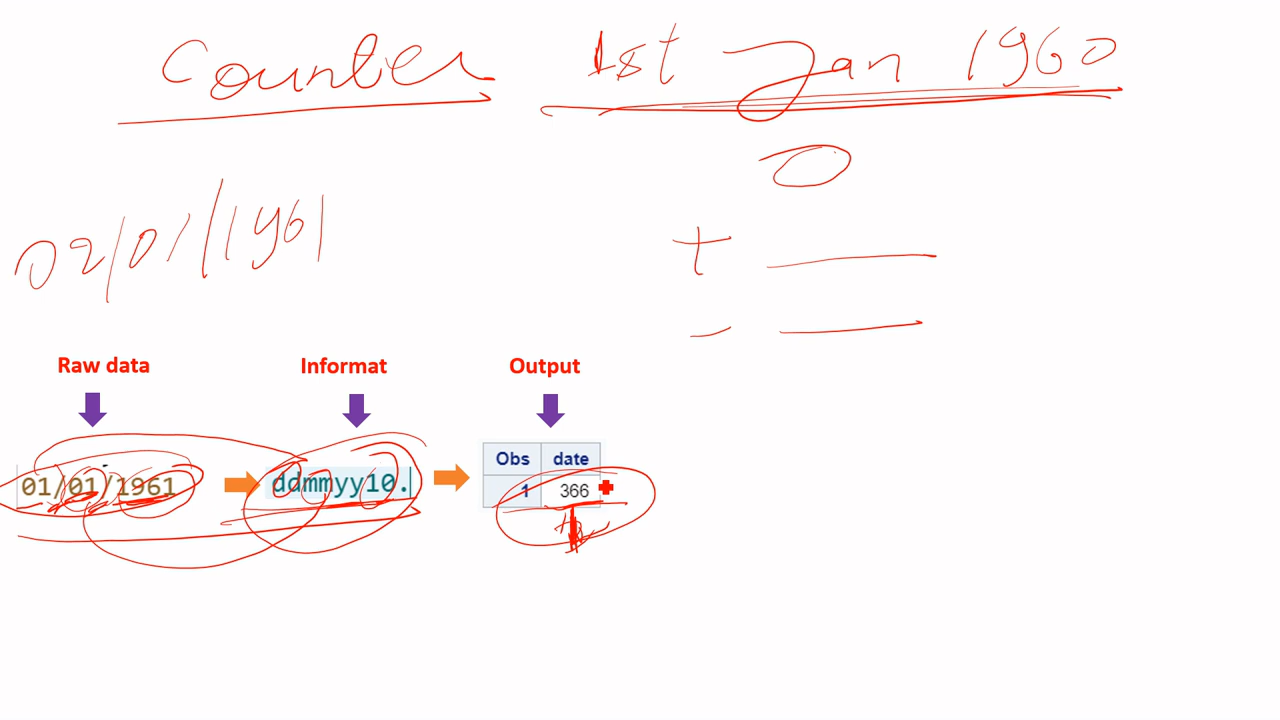 Counter 1st Jan 1960
0
02/01/1961
+
-
Raw data Informat Output
01/01/1961 ddmmyy10. Obs date
1 366